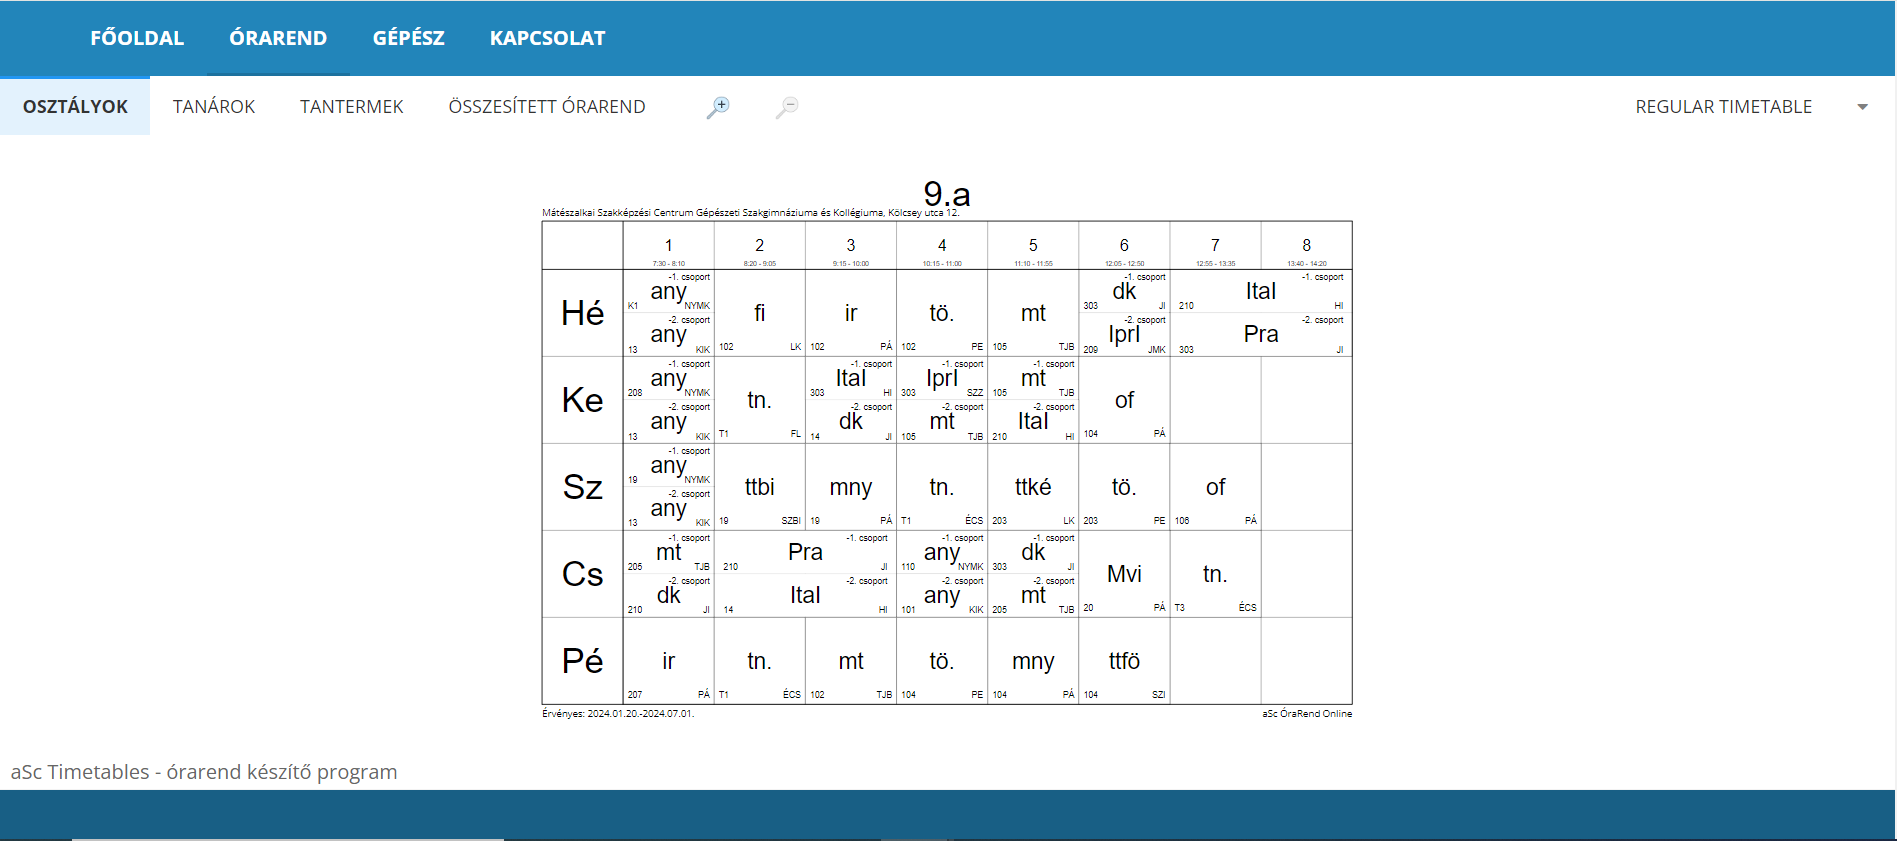 FŐOLDAL ÓRAREND GÉPÉSZ KAPCSOLAT
OSZTÁLYOK TANÁROK TANTERMEK ÖSSZESÍTETT ÓRAREND REGULAR TIMETABLE
9.a
Mátészalkai Szakképzési Centrum Gépészeti Szakgimnáziuma és Kollégiuma, Kölcsey utca 12.
1 2 3 4 5 6 7 8
7:30 - 8:10 8:20 - 9:05 9:15 - 10:00 10:15 - 11:00 11:10 - 11:55 12:05 - 12:50 12:55 - 13:35 13:40 - 14:20
Hé
-1. csoport
any
K1 NYMK
-2. csoport
any
13 KIK
fi
102 LK
ir
102 PÁ
tö.
102 PE
mt
105 TJB
-1. csoport
dk
303 JI
-2. csoport
IprI
209 JMK
-1. csoport
Ital
210 HI
-2. csoport
Pra
303 JI
Ke
-1. csoport
any
208 NYMK
-2. csoport
any
13 KIK
tn.
T1 FL
-1. csoport
Ital
303 HI
-2. csoport
dk
14 JI
-1. csoport
IprI
303 SZZ
-2. csoport
mt
105 TJB
-1. csoport
mt
105 TJB
-2. csoport
Ital
210 HI
of
104 PÁ
Sz
-1. csoport
any
19 NYMK
-2. csoport
any
13 KIK
ttbi
19 SZBI
mny
19 PÁ
tn.
T1 ÉCS
ttké
203 LK
tö.
203 PE
of
106 PÁ
Cs
-1. csoport
mt
205 TJB
-2. csoport
dk
210 JI
-1. csoport
Pra
210 JI
-2. csoport
Ital
14 HI
-1. csoport
any
110 NYMK
-2. csoport
any
101 KIK
-1. csoport
dk
303 JI
-2. csoport
mt
205 TJB
Mvi
20 PÁ
tn.
T3 ÉCS
Pé
ir
207 PÁ
tn.
T1 ÉCS
mt
102 TJB
tö.
104 PE
mny
104 PÁ
ttfö
104 SZI
Érvényes: 2024.01.20.-2024.07.01. aSc ÓraRend Online
aSc Timetables - órarend készítő program